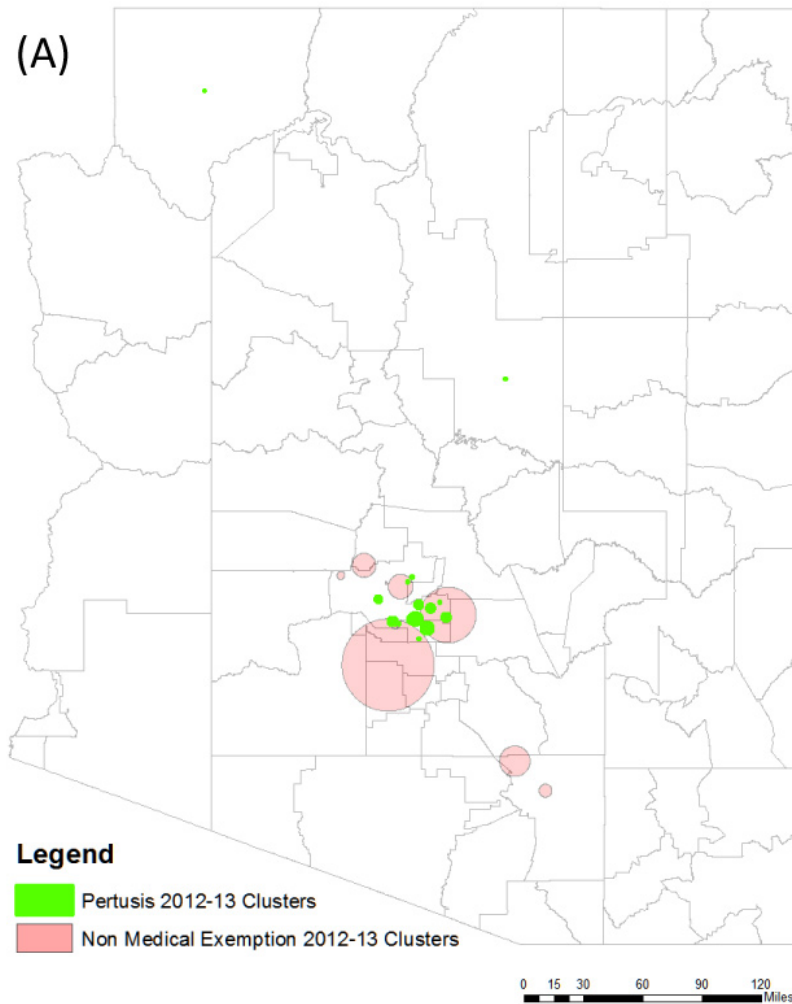 (A)
Legend
Pertusis 2012-13 Clusters
Non Medical Exemption 2012-13 Clusters
0 15 30 60 90 120
Miles